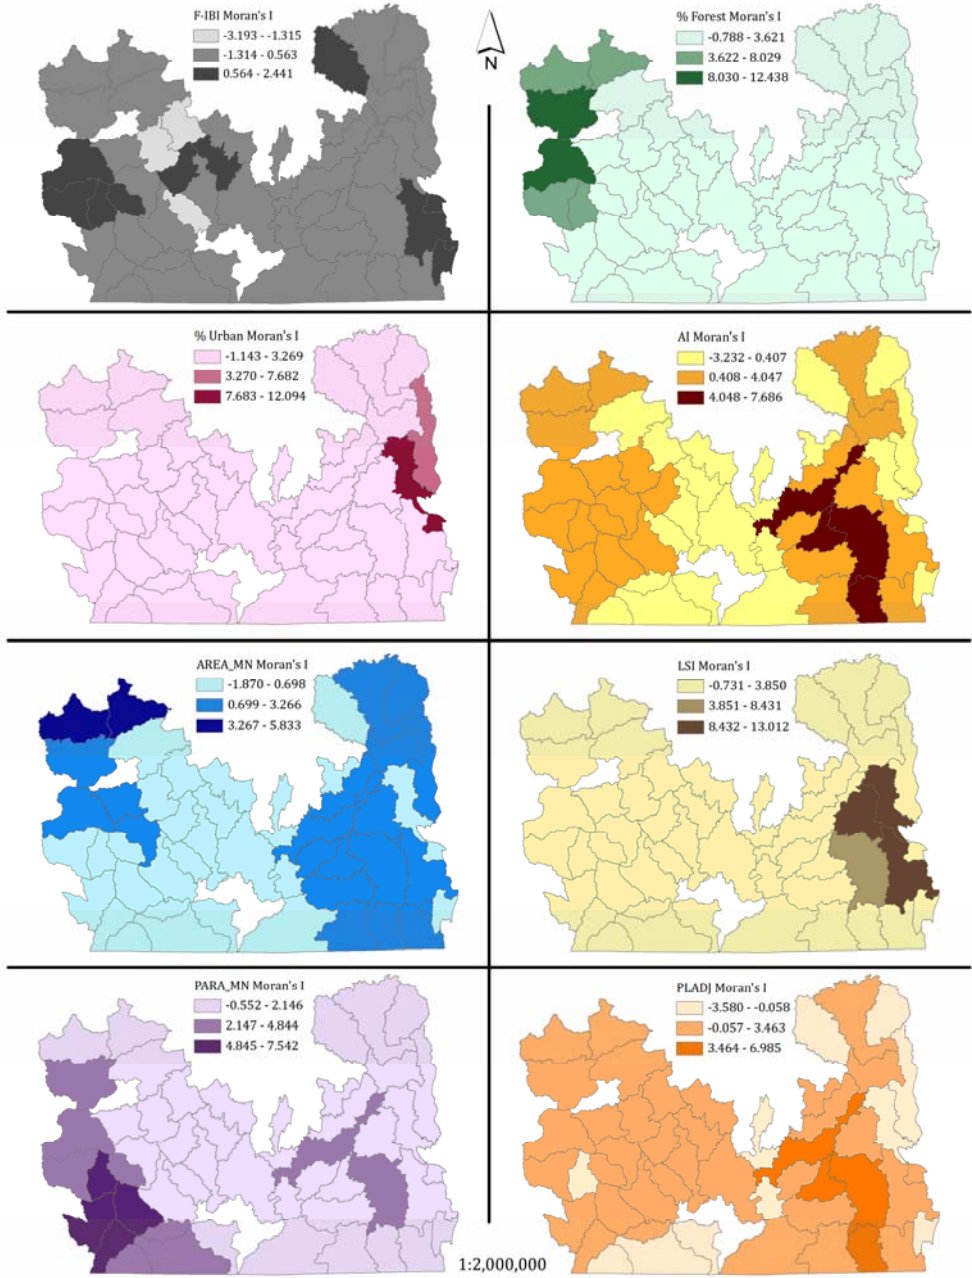 F-IBI Moran's I
-3.193 - -1.315
-1.314 - 0.563
0.564 - 2.441
N
% Forest Moran's I
-0.788 - 3.621
3.622 - 8.029
8.030 - 12.438
% Urban Moran's I
-1.143 - 3.269
3.270 - 7.682
7.683 - 12.094
AI Moran's I
-3.232 - 0.407
0.408 - 4.047
4.048 - 7.686
AREA_MN Moran's I
-1.870 - 0.698
0.699 - 3.266
3.267 - 5.833
LSI Moran's I
-0.731 - 3.850
3.851 - 8.431
8.432 - 13.012
PARA_MN Moran's I
-0.552 - 2.146
2.147 - 4.844
4.845 - 7.542
PLADJ Moran's I
-3.580 - -0.058
-0.057 - 3.463
3.464 - 6.985
1:2,000,000